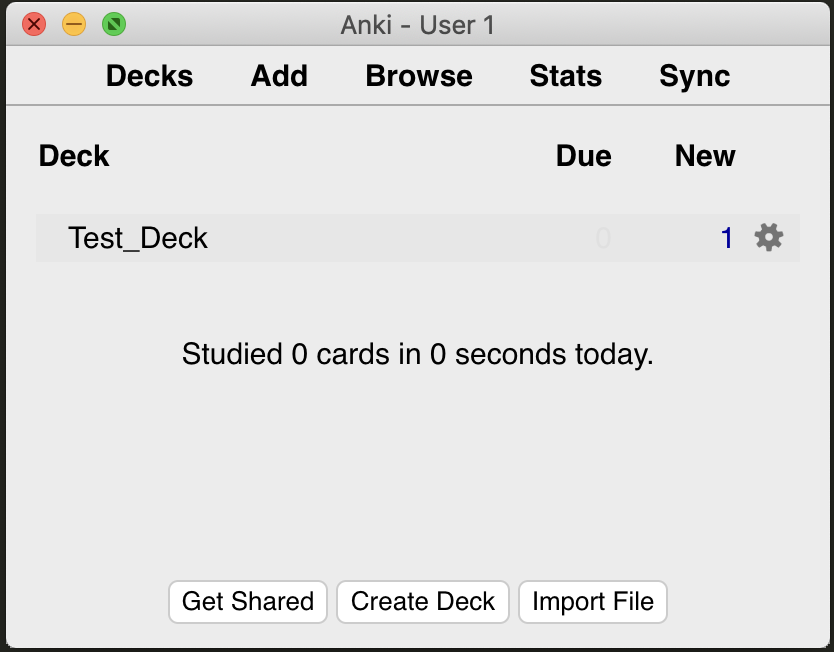 Anki - User 1
Decks Add Browse Stats Sync
Deck Due New
Test_Deck 0 1
Studied 0 cards in 0 seconds today.
Get Shared Create Deck Import File